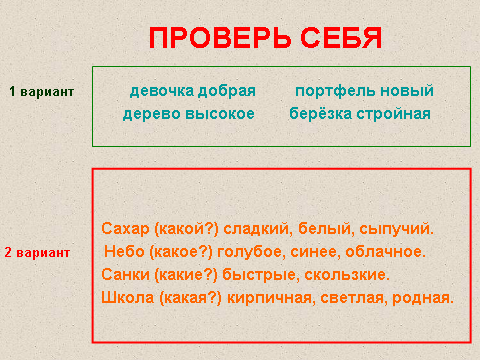 ПРОВЕРЬ СЕБЯ
1 вариант
девочка добрая портфель новый
дерево высокое берёзка стройная
2 вариант
Сахар (какой?) сладкий, белый, сыпучий.
Небо (какое?) голубое, синее, облачное.
Санки (какие?) быстрые, скользкие.
Школа (какая?) кирпичная, светлая, родная.